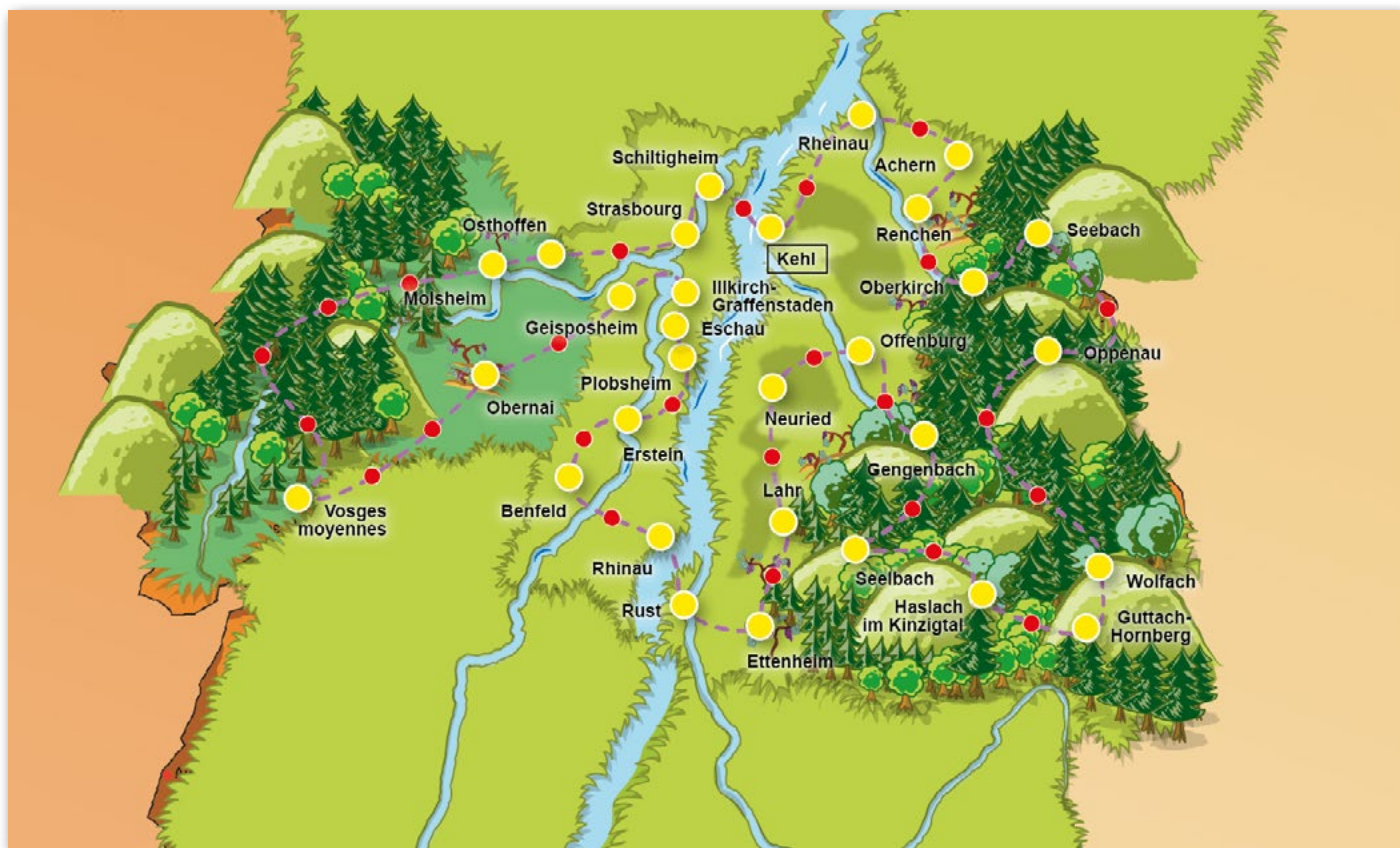 Rheinau
Schiltigheim
Achern
Strasbourg
Osthoffen
Renchen
Seebach
Kehl
Molsheim
Illkirch-
Graffenstaden
Oberkirch
Geisposheim
Eschau
Offenburg
Oppenau
Plobsheim
Obernai
Neuried
Erstein
Gengenbach
Lahr
Benfeld
Vosges
moyennes
Rhinau
Seelbach
Wolfach
Rust
Haslach
im Kinzigtal
Guttach-
Hornberg
Ettenheim